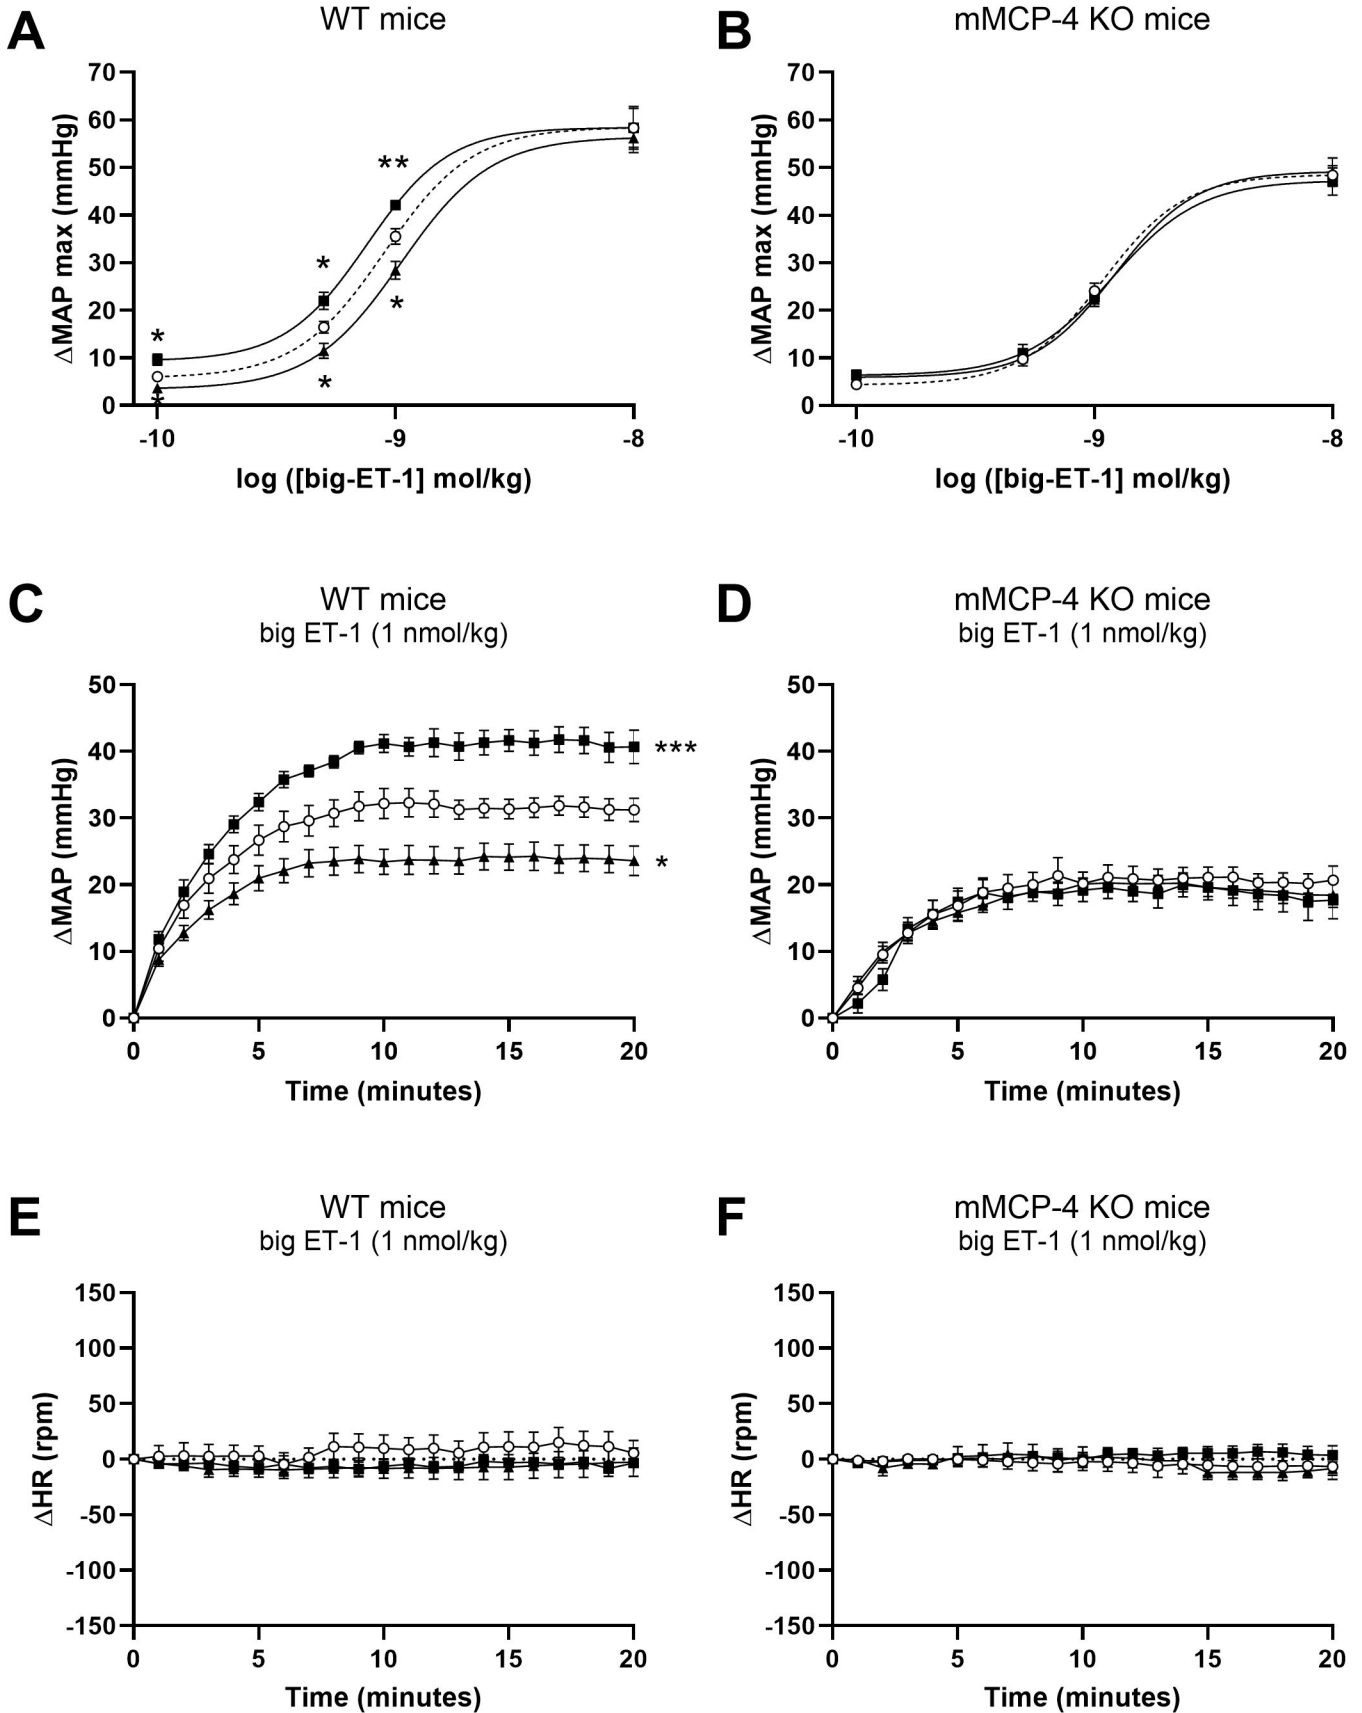 A
WT mice
70
60
50
40
30
20
10
0
ΔMAP max (mmHg)
**
*
*
*
*
*
-10
-9
-8
log ([big-ET-1] mol/kg)
B
mMCP-4 KO mice
70
60
50
40
30
20
10
0
ΔMAP max (mmHg)
-10
-9
-8
log ([big-ET-1] mol/kg)
C
WT mice
big ET-1 (1 nmol/kg)
50
40
30
20
10
0
ΔMAP (mmHg)
***
*
0
5
10
15
20
Time (minutes)
D
mMCP-4 KO mice
big ET-1 (1 nmol/kg)
50
40
30
20
10
0
ΔMAP (mmHg)
0
5
10
15
20
Time (minutes)
E
WT mice
big ET-1 (1 nmol/kg)
150
100
50
0
-50
-100
-150
ΔHR (rpm)
0
5
10
15
20
Time (minutes)
F
mMCP-4 KO mice
big ET-1 (1 nmol/kg)
150
100
50
0
-50
-100
-150
ΔHR (rpm)
0
5
10
15
20
Time (minutes)